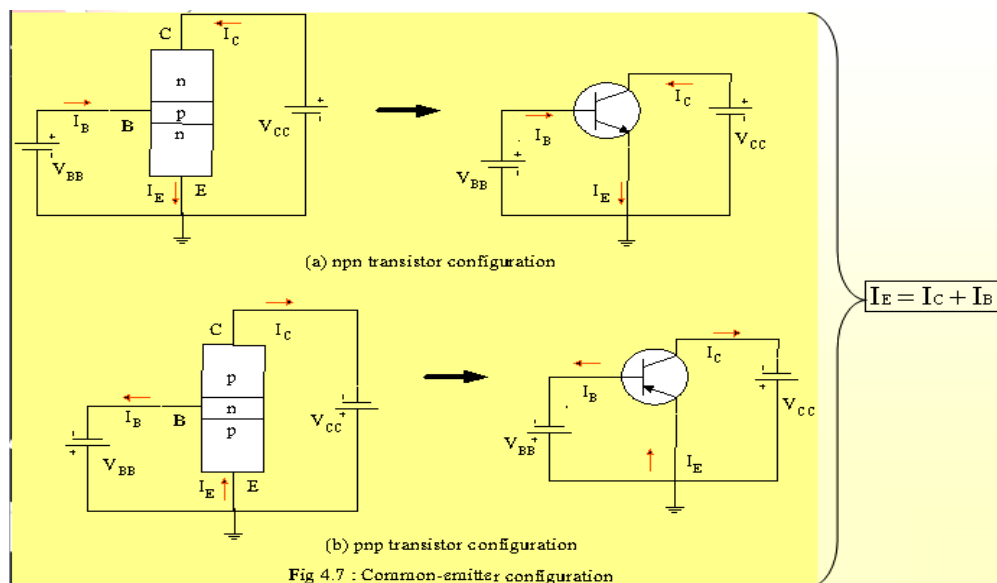 C
I_C
n
p
n
I_B
B
V_BB
V_CC
I_E
E
I_B
I_C
V_BB
V_CC
I_E
(a) npn transistor configuration
I_E = I_C + I_B
C
I_C
p
n
p
I_B
B
V_BB
V_CC
I_E
E
I_B
I_C
V_BB
V_CC
I_E
(b) pnp transistor configuration
Fig 4.7 : Common-emitter configuration